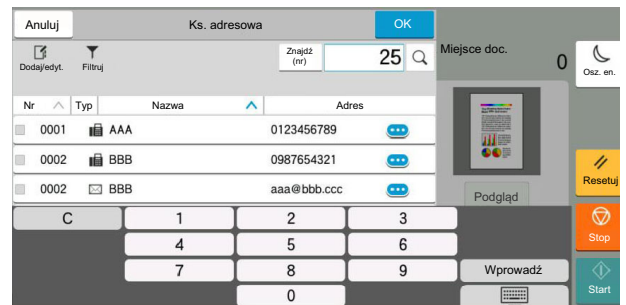 Anuluj Ks. adresowa OK
Dodaj/edyt. Filtruj Znajdź (nr) 25
Miejsce doc. 0
Osz. en.
Nr Typ Nazwa Adres
0001 AAA 0123456789
0002 BBB 0987654321
0002 BBB aaa@bbb.ccc
Podgląd
Resetuj
C 1 2 3
Stop
4 5 6
7 8 9 Wprowadź
Start
0